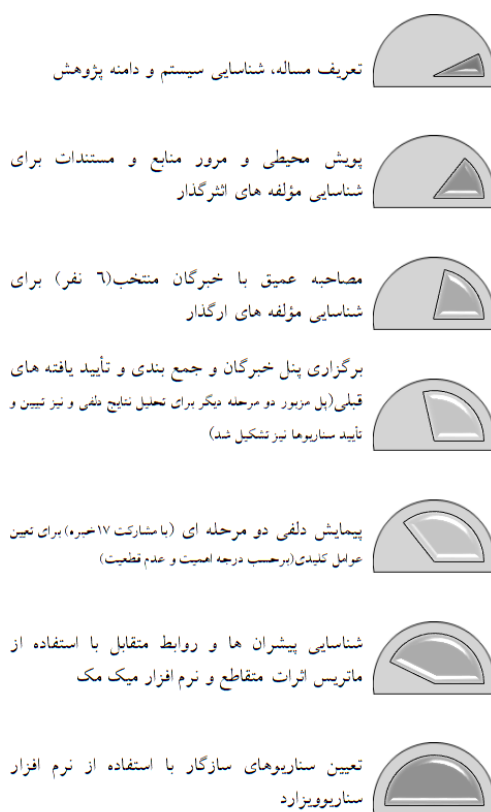 تعریف مساله، شناسایی سیستم و دامنه پژوهش
پویش محیطی و مرور منابع و مستندات برای
شناسایی مؤلفه های اثرگذار
مصاحبه عمیق با خبرگان منتخب(٦ نفر) برای
شناسایی مؤلفه های ارگذار
برگزاری پنل خبرگان و جمع بندی و تأیید یافته های
قبلی(پل مزبور دو مرحله دیگر برای تحلیل نتایج دلفی و نیز تبیین و
تأیید سناریوها نیز تشکیل شد)
پیمایش دلفی دو مرحله ای (با مشارکت ۱۷خبره) برای تعیین
عوامل کلیدی(برحسب درجه اهمیت و عدم قطعیت)
شناسایی پیشران ها و روابط متقابل با استفاده از
ماتریس اثرات متقاطع و نرم افزار میک مک
تعیین سناریوهای سازگار با استفاده از نرم افزار
سناریوویزارد